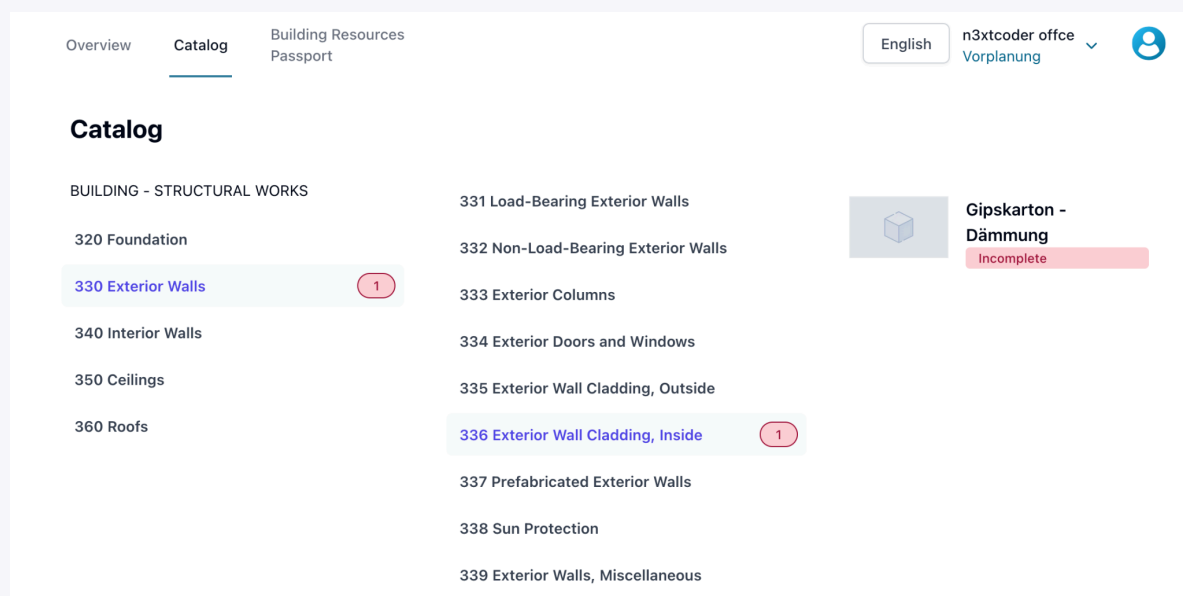 Overview
Catalog
Building Resources
Passport
English
n3xtcoder offce
Vorplanung
Catalog
BUILDING - STRUCTURAL WORKS
320 Foundation
330 Exterior Walls 1
340 Interior Walls
350 Ceilings
360 Roofs
331 Load-Bearing Exterior Walls
332 Non-Load-Bearing Exterior Walls
333 Exterior Columns
334 Exterior Doors and Windows
335 Exterior Wall Cladding, Outside
336 Exterior Wall Cladding, Inside 1
337 Prefabricated Exterior Walls
338 Sun Protection
339 Exterior Walls, Miscellaneous
Gipskarton -
Dämmung
Incomplete